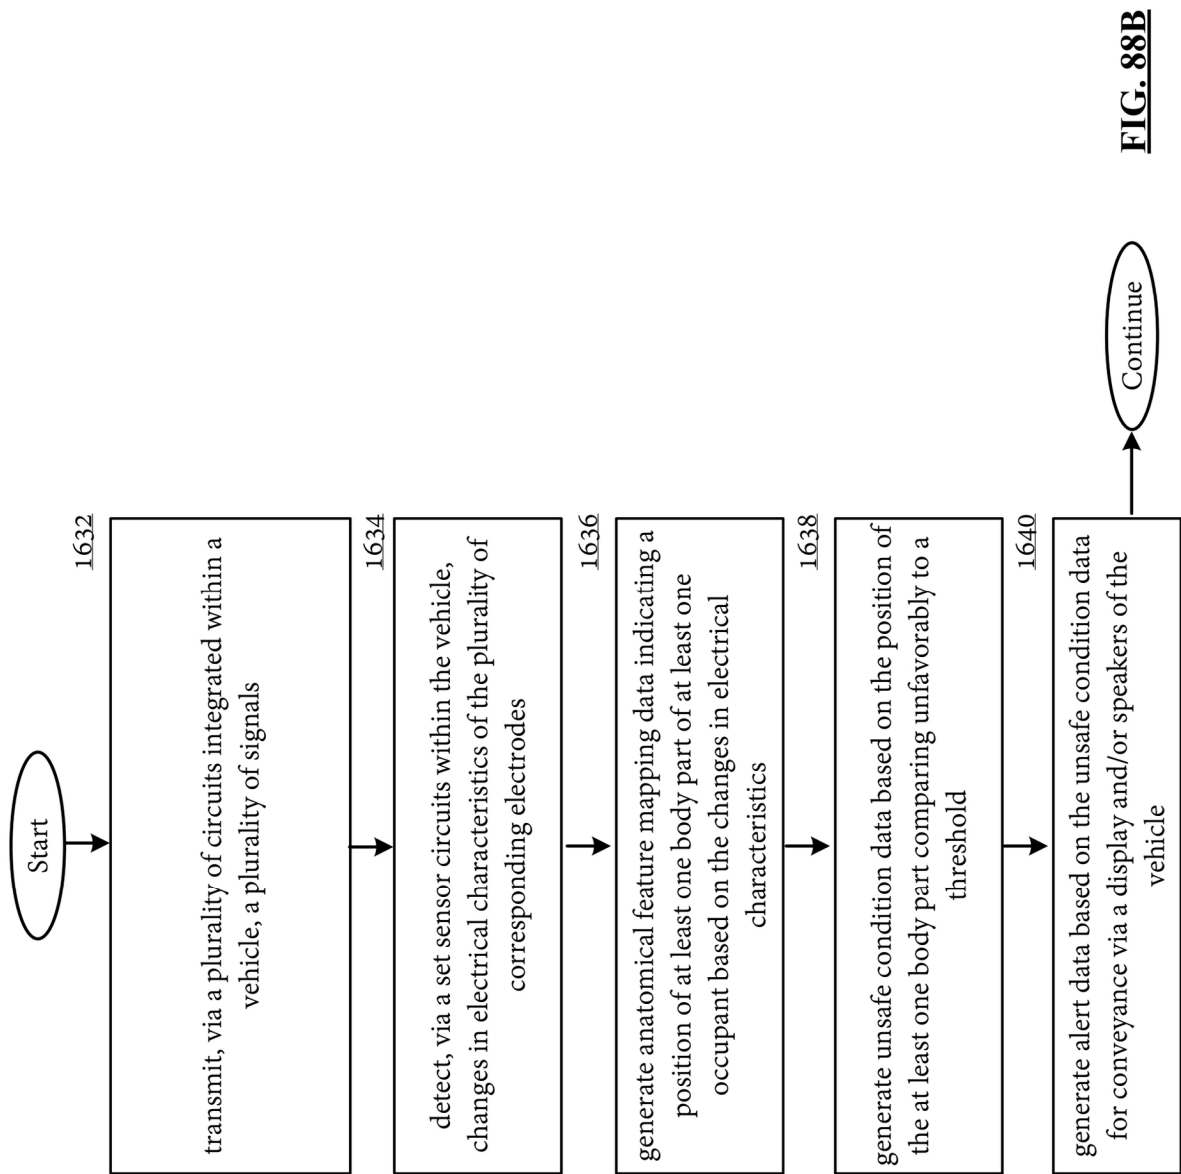 Start
1632
transmit, via a plurality of circuits integrated within a
vehicle, a plurality of signals
1634
detect, via a set sensor circuits within the vehicle,
changes in electrical characteristics of the plurality of
corresponding electrodes
1636
generate anatomical feature mapping data indicating a
position of at least one body part of at least one
occupant based on the changes in electrical
characteristics
1638
generate unsafe condition data based on the position of
the at least one body part comparing unfavorably to a
threshold
1640
generate alert data based on the unsafe condition data
for conveyance via a display and/or speakers of the
vehicle
Continue
FIG. 88B